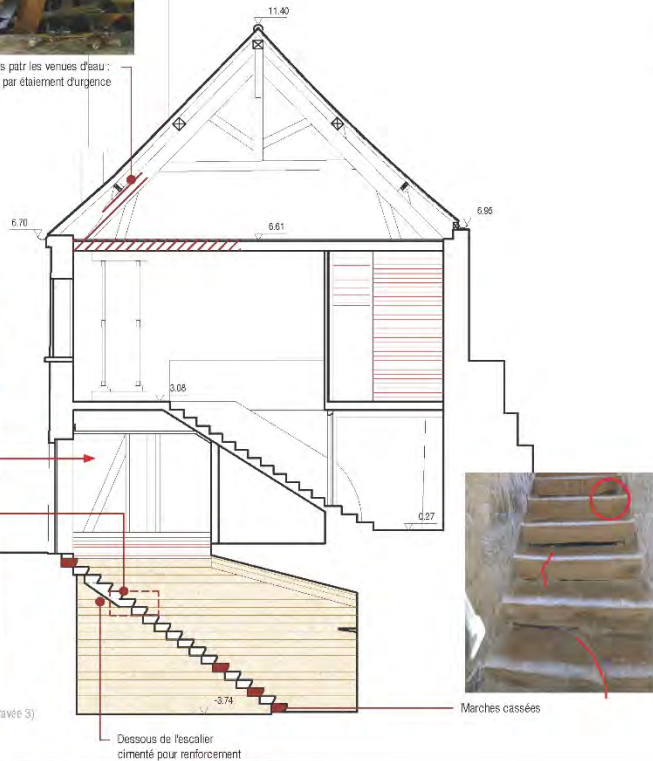 11.40
s patr les venues d'eau :
par étaiement d'urgence
6.70
6.61
6.95
3.08
0.27
-3.74
Marches cassées
avée 3)
Dessous de l'escalier
cimenté pour renforcement